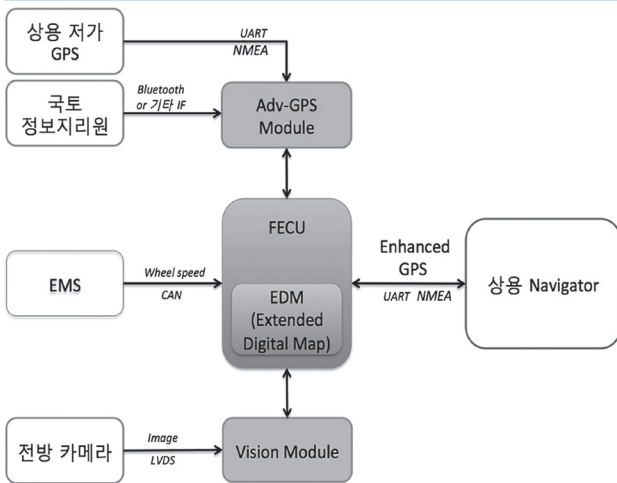 상용 저가
GPS
UART
NMEA
국토
정보지리원
Bluetooth
or 기타 IF
Adv-GPS
Module
FECU
EMS
Wheel speed
CAN
EDM
(Extended
Digital Map)
Enhanced
GPS
UART NMEA
상용 Navigator
전방 카메라
Image
LVDS
Vision Module